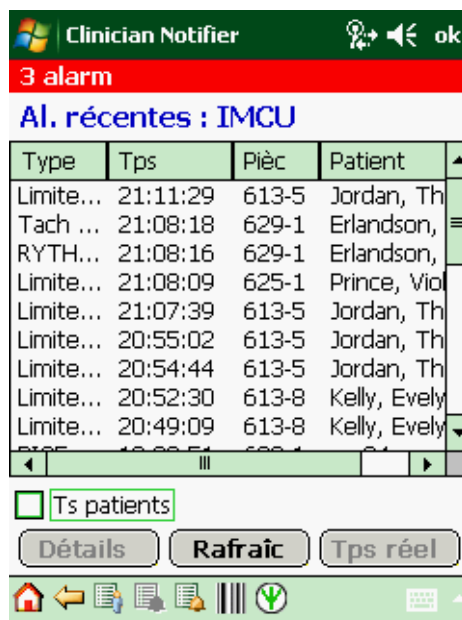 Clinician Notifier ok
3 alarm
Al. récentes : IMCU
Type Tps Pièc Patient
Limite... 21:11:29 613-5 Jordan, Th
Tach ... 21:08:18 629-1 Erlandson,
RYTH... 21:08:16 629-1 Erlandson,
Limite... 21:08:09 625-1 Prince, Viol
Limite... 21:07:39 613-5 Jordan, Th
Limite... 20:55:02 613-5 Jordan, Th
Limite... 20:54:44 613-5 Jordan, Th
Limite... 20:52:30 613-8 Kelly, Evely
Limite... 20:49:09 613-8 Kelly, Evely
Ts patients
Détails Rafraîc Tps réel